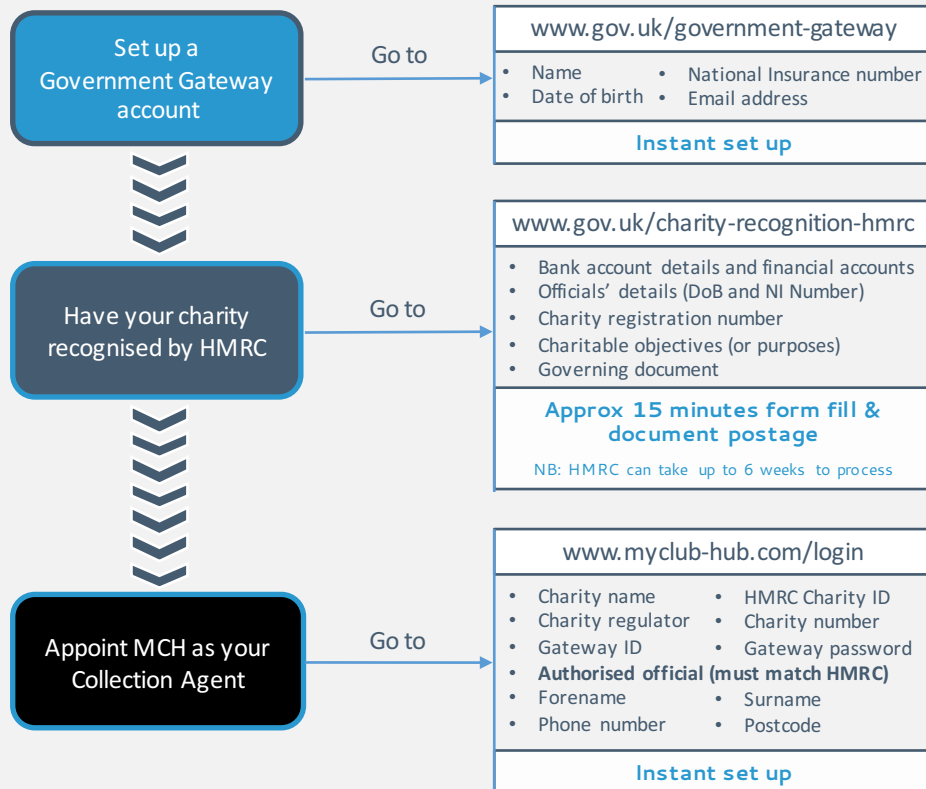 Set up a
Government Gateway
account
Go to
www.gov.uk/government-gateway
• Name
• National Insurance number
• Date of birth
• Email address
Instant set up
Have your charity
recognised by HMRC
Go to
www.gov.uk/charity-recognition-hmrc
• Bank account details and financial accounts
• Officials' details (DoB and NI Number)
• Charity registration number
• Charitable objectives (or purposes)
• Governing document
Approx 15 minutes form fill &
document postage
NB: HMRC can take up to 6 weeks to process
Appoint MCH as your
Collection Agent
Go to
www.myclub-hub.com/login
• Charity name
• HMRC Charity ID
• Charity regulator
• Charity number
• Gateway ID
• Gateway password
• Authorised official (must match HMRC)
• Forename
• Surname
• Phone number
• Postcode
Instant set up